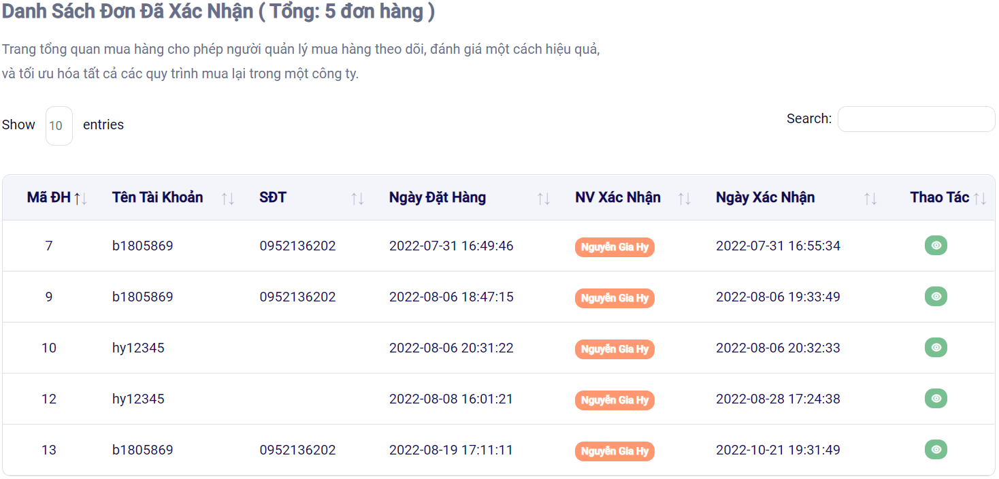 Danh Sách Đơn Đã Xác Nhận ( Tổng: 5 đơn hàng )
Trang tổng quan mua hàng cho phép người quản lý mua hàng theo dõi, đánh giá một cách hiệu quả,
và tối ưu hóa tất cả các quy trình mua lại trong một công ty.
Show 10 entries Search:
Mã ĐH Tên Tài Khoản SĐT Ngày Đặt Hàng NV Xác Nhận Ngày Xác Nhận Thao Tác
7 b1805869 0952136202 2022-07-31 16:49:46 Nguyễn Gia Hy 2022-07-31 16:55:34
9 b1805869 0952136202 2022-08-06 18:47:15 Nguyễn Gia Hy 2022-08-06 19:33:49
10 hy12345 2022-08-06 20:31:22 Nguyễn Gia Hy 2022-08-06 20:32:33
12 hy12345 2022-08-08 16:01:21 Nguyễn Gia Hy 2022-08-28 17:24:38
13 b1805869 0952136202 2022-08-19 17:11:11 Nguyễn Gia Hy 2022-10-21 19:31:49